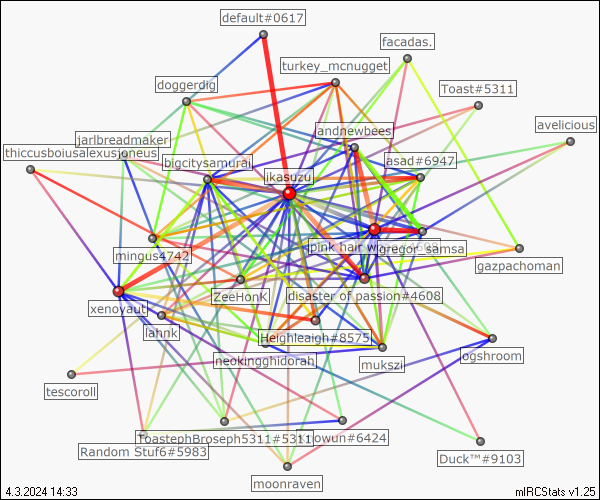 default#0617
facadas.
turkey_mcnugget
doggerdig
Toast#5311
avelicious
andnewbees
jarlbreadmaker
thiccusboiusalexusjoneus
bigcitysamurai
asad#6947
ikasuzu
pink hair
gregor_samsa
mingus4742
gazpachoman
ZeeHonK
disaster of passion#4608
xenoyaut
lahnk
Heighleaigh#8575
neokingghidorah
mukszi
ogshroom
tescoroll
ToastephBroseph5311#5311
owun#6424
Random Stuf6#5983
Duck™#9103
moonraven
4.3.2024 14:33
mIRCStats v1.25